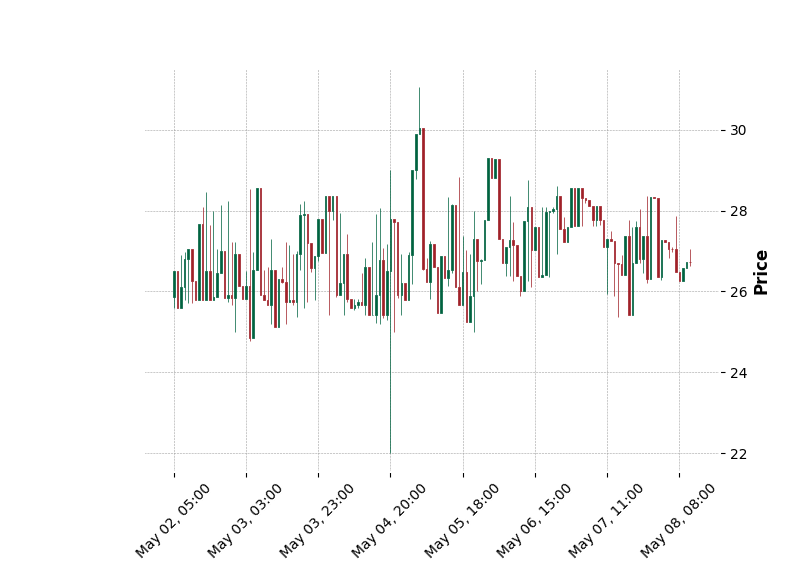 30
28
26
24
22
Price
May 02, 05:00
May 03, 03:00
May 03, 23:00
May 04, 20:00
May 05, 18:00
May 06, 15:00
May 07, 11:00
May 08, 08:00